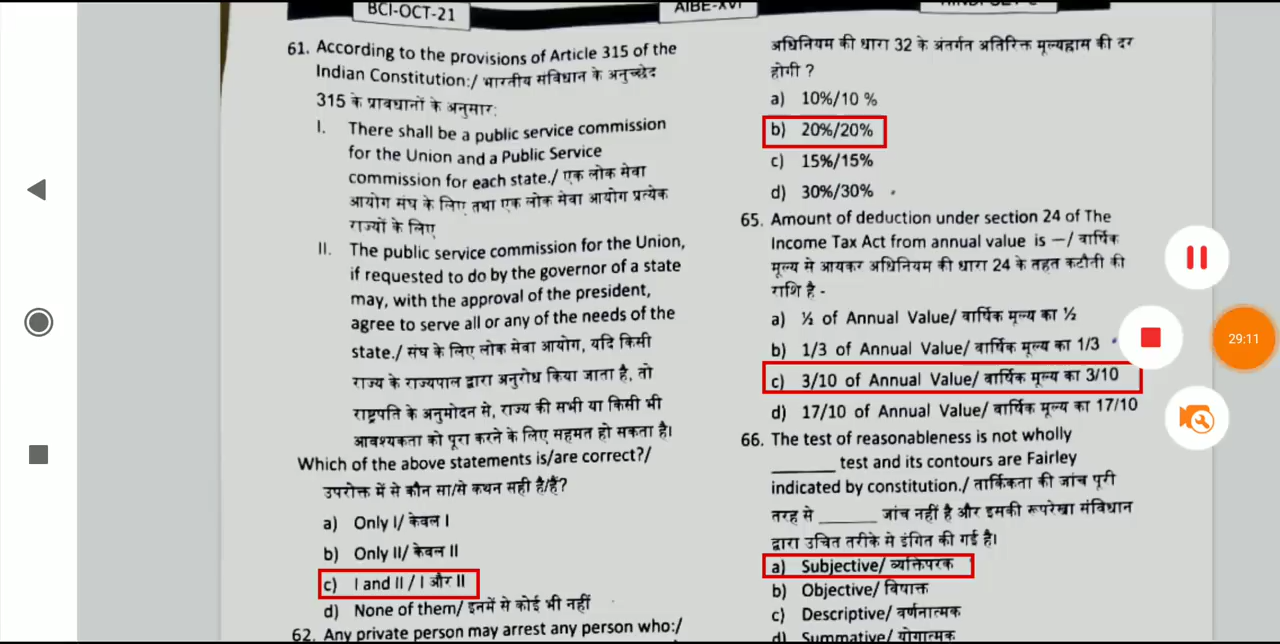 BCI-OCT-21
AIBE-XVI
61. According to the provisions of Article 315 of the
Indian Constitution:/ भारतीय संविधान के अनुच्छेद
315 के प्रावधानों के अनुसार:
I. There shall be a public service commission
for the Union and a Public Service
commission for each state./ एक लोक सेवा
आयोग संघ के लिए तथा एक लोक सेवा आयोग प्रत्येक
राज्यों के लिए
II. The public service commission for the Union,
if requested to do by the governor of a state
may, with the approval of the president,
agree to serve all or any of the needs of the
state./ संघ के लिए लोक सेवा आयोग, यदि किसी
राज्य के राज्यपाल द्वारा अनुरोध किया जाता है, तो
राष्ट्रपति के अनुमोदन से, राज्य की सभी या किसी भी
आवश्यकता को पूरा करने के लिए सहमत हो सकता है।
Which of the above statements is/are correct?/
उपरोक्त में से कौन सा/से कथन सही है/हैं?
a) Only I/ केवल I
b) Only II/ केवल II
c) I and II / I और II
d) None of them/ इनमें से कोई भी नहीं
62. Any private person may arrest any person who:/
अधिनियम की धारा 32 के अंतर्गत अतिरिक्त मूल्यह्रास की दर
होगी ?
a) 10%/10 %
b) 20%/20%
c) 15%/15%
d) 30%/30%
65. Amount of deduction under section 24 of The
Income Tax Act from annual value is —/ वार्षिक
मूल्य से आयकर अधिनियम की धारा 24 के तहत कटौती की
राशि है -
a) ½ of Annual Value/ वार्षिक मूल्य का ½
b) 1/3 of Annual Value/ वार्षिक मूल्य का 1/3
c) 3/10 of Annual Value/ वार्षिक मूल्य का 3/10
d) 17/10 of Annual Value/ वार्षिक मूल्य का 17/10
66. The test of reasonableness is not wholly
_______ test and its contours are Fairley
indicated by constitution./ तार्किकता की जांच पूरी
तरह से _______ जांच नहीं है और इसकी रूपरेखा संविधान
द्वारा उचित तरीके से इंगित की गई है।
a) Subjective/ व्यक्तिपरक
b) Objective/ विषाक्त
c) Descriptive/ वर्णनात्मक
d) Summative/ योगात्मक
29:11